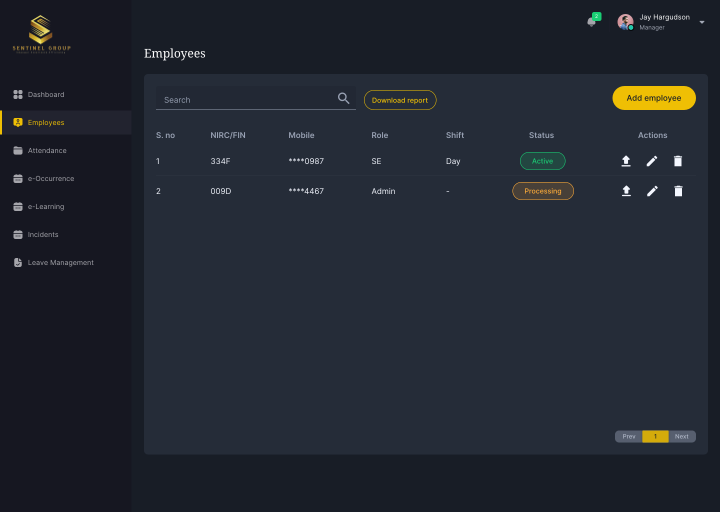 SENTINEL GROUP
2
Jay Hargudson
Manager
Employees
Dashboard
Employees
Attendance
e-Occurrence
e-Learning
Incidents
Leave Management
Search
Download report
Add employee
S. no NIRC/FIN Mobile Role Shift Status Actions
1 334F ****0987 SE Day Active
2 009D ****4467 Admin - Processing
Prev 1 Next